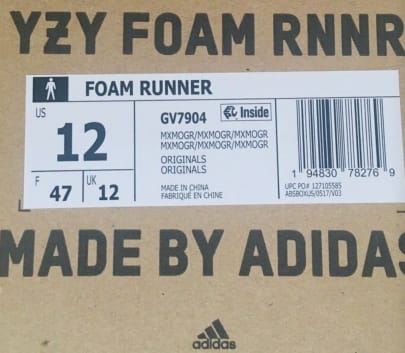 YZY FOAM RNNR
FOAM RUNNER
US
12
F
47
UK
12
GV7904
Inside
MXMOGR/MXMOGR/MXMOGR
MXMOGR/MXMOGR/MXMOGR
ORIGINALS
ORIGINALS
MADE IN CHINA
FABRIQUÉ EN CHINE
1 94830 78276 9
UPC PO# 127105585
ABSBOXUS/0517/V03
MADE BY ADIDAS
adidas